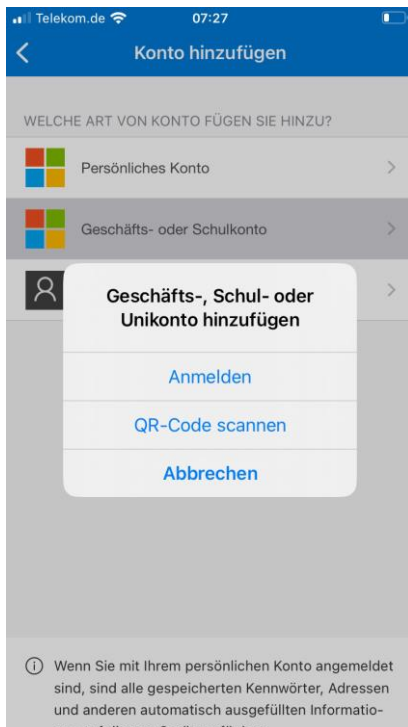 Telekom.de 07:27
Konto hinzufügen
WELCHE ART VON KONTO FÜGEN SIE HINZU?
Persönliches Konto
Geschäfts- oder Schulkonto
Geschäfts-, Schul- oder
Unikonto hinzufügen
Anmelden
QR-Code scannen
Abbrechen
Wenn Sie mit Ihrem persönlichen Konto angemeldet
sind, sind alle gespeicherten Kennwörter, Adressen
und anderen automatisch ausgefüllten Informatio-